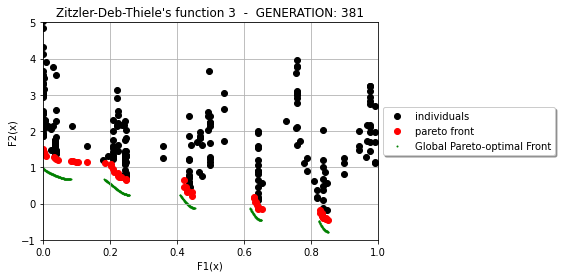 Zitzler-Deb-Thiele's function 3 - GENERATION: 381
5
4
3
2
1
0
−1
F2(x)
0.0 0.2 0.4 0.6 0.8 1.0
F1(x)
individuals
pareto front
Global Pareto-optimal Front